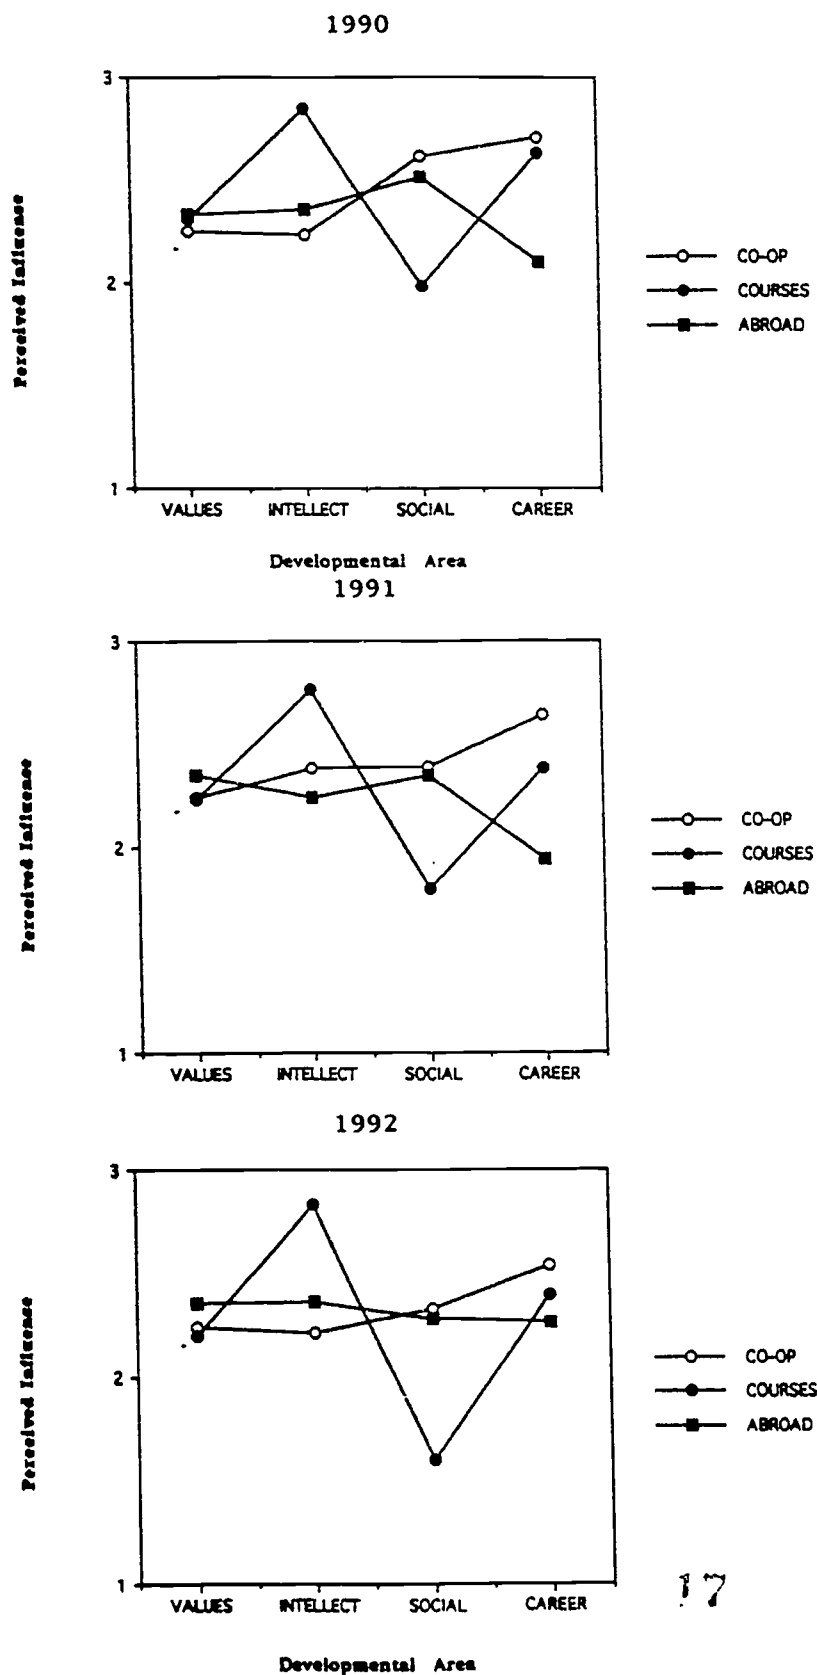 1990
3
2
1
Perceived Influence
VALUES INTELLECT SOCIAL CAREER
Developmental Area
CO-OP
COURSES
ABROAD
1991
3
2
1
Perceived Influence
VALUES INTELLECT SOCIAL CAREER
CO-OP
COURSES
ABROAD
1992
3
2
1
Perceived Influence
VALUES INTELLECT SOCIAL CAREER
Developmental Area
CO-OP
COURSES
ABROAD
17